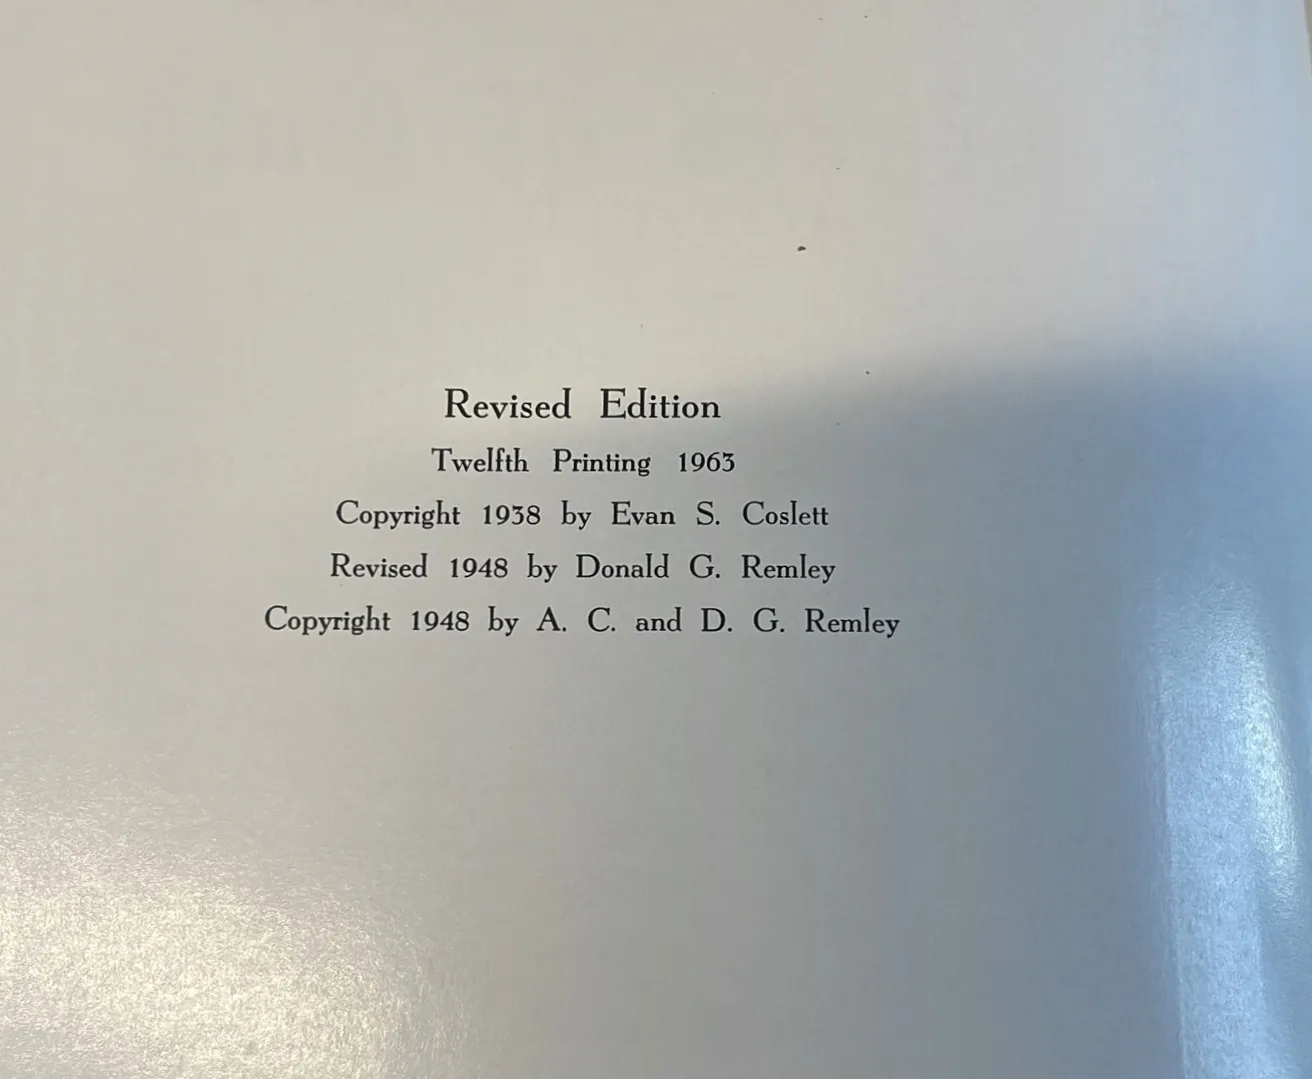 Revised Edition
Twelfth Printing 1963
Copyright 1938 by Evan S. Coslett
Revised 1948 by Donald G. Remley
Copyright 1948 by A. C. and D. G. Remley